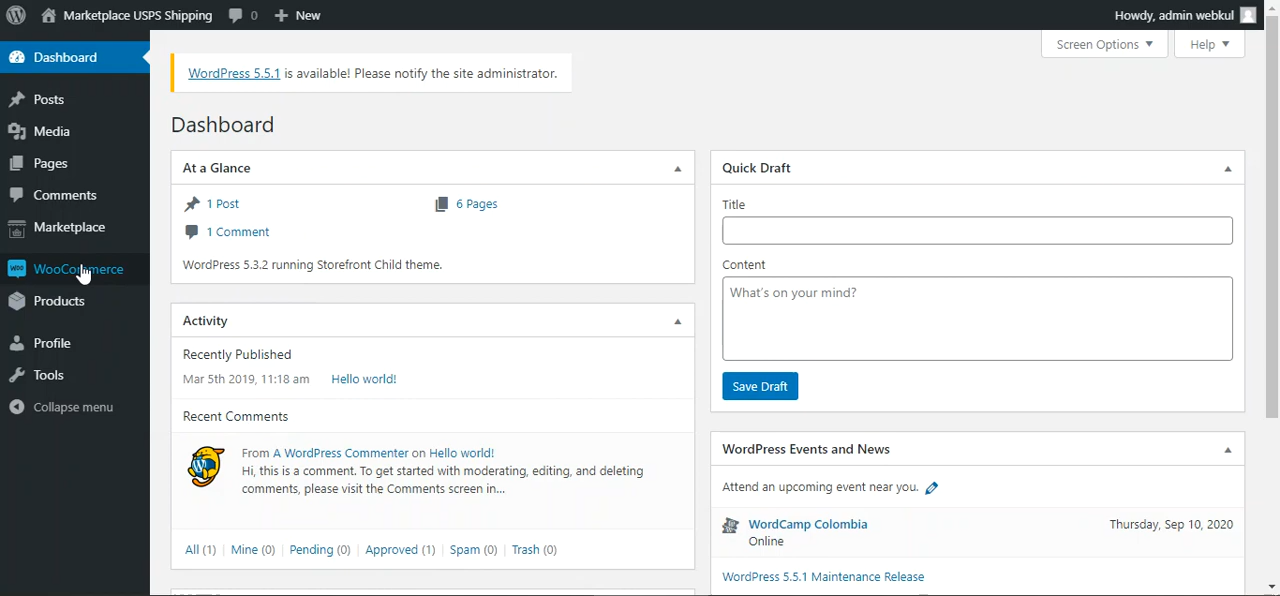 Marketplace USPS Shipping 0 New Howdy, admin webkul
Dashboard
Posts
Media
Pages
Comments
Marketplace
WooCommerce
Products
Profile
Tools
Collapse menu
Screen Options Help
WordPress 5.5.1 is available! Please notify the site administrator.
Dashboard
At a Glance
1 Post 6 Pages
1 Comment
WordPress 5.3.2 running Storefront Child theme.
Activity
Recently Published
Mar 5th 2019, 11:18 am Hello world!
Recent Comments
From A WordPress Commenter on Hello world!
Hi, this is a comment. To get started with moderating, editing, and deleting
comments, please visit the Comments screen in...
All (1) | Mine (0) | Pending (0) | Approved (1) | Spam (0) | Trash (0)
Quick Draft
Title
Content
What's on your mind?
Save Draft
WordPress Events and News
Attend an upcoming event near you.
WordCamp Colombia Thursday, Sep 10, 2020
Online
WordPress 5.5.1 Maintenance Release